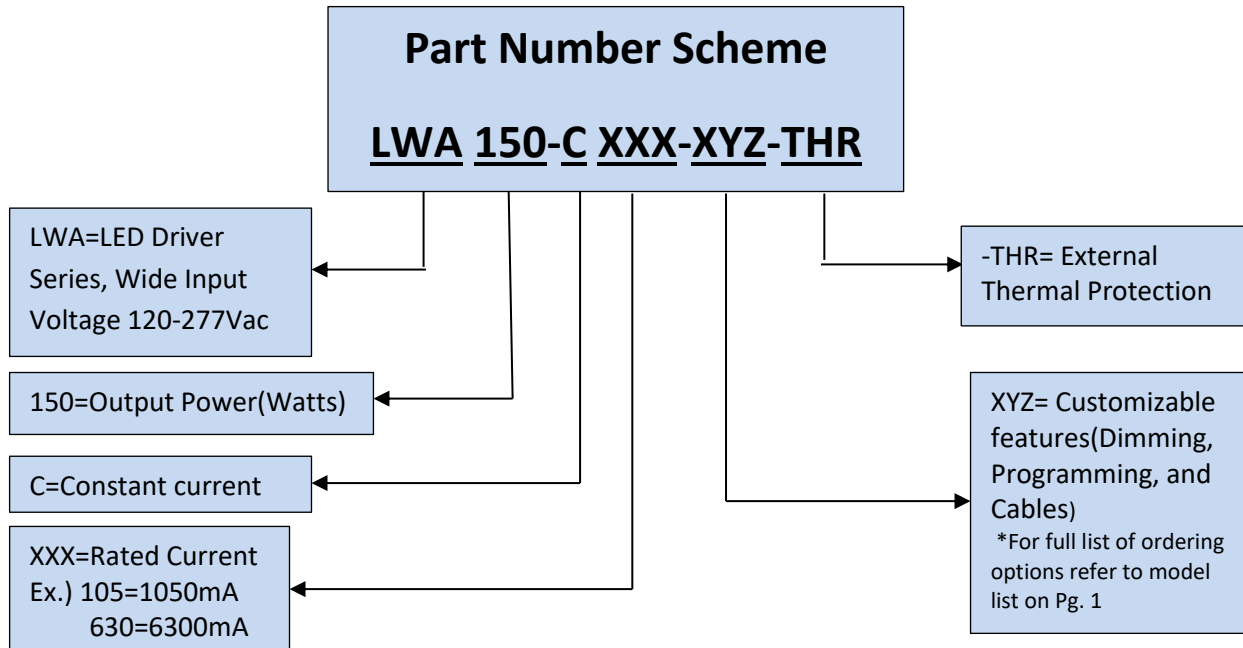 Part Number Scheme
LWA 150-C XXX-XYZ-THR
LWA=LED Driver
Series, Wide Input
Voltage 120-277Vac
150=Output Power(Watts)
C=Constant current
XXX=Rated Current
Ex.) 105=1050mA
630=6300mA
-THR= External
Thermal Protection
XYZ= Customizable
features(Dimming,
Programming, and
Cables)
*For full list of ordering
options refer to model
list on Pg. 1